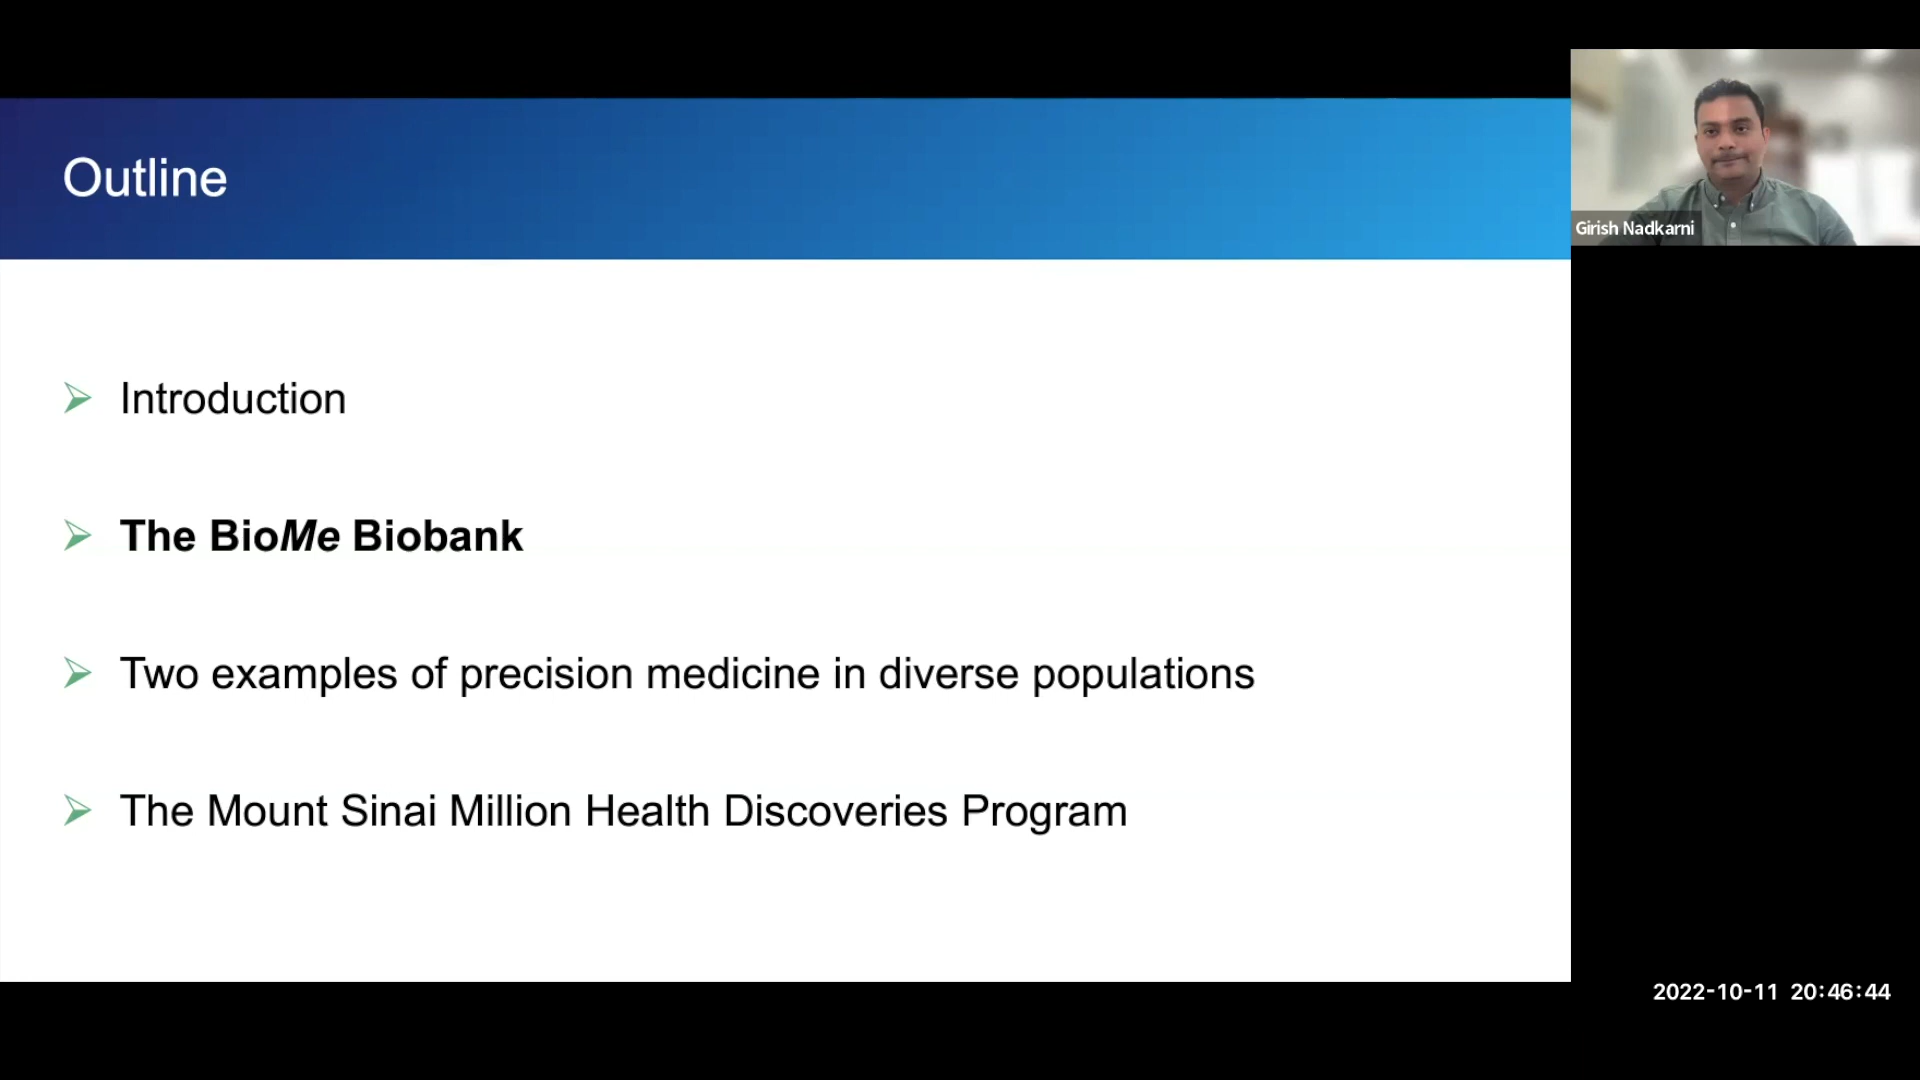 Outline
Introduction
The BioMe Biobank
Two examples of precision medicine in diverse populations
The Mount Sinai Million Health Discoveries Program
Girish Nadkarni
2022-10-11 20:46:44